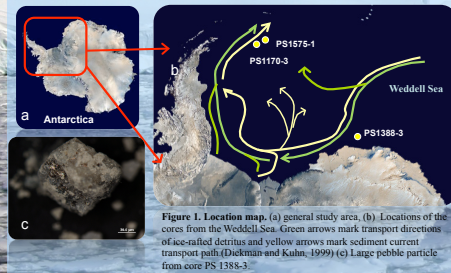 PS1575-1
PS1170-3
b
Weddell Sea
a
Antarctica
PS1388-3
c
Figure 1. Location map. (a) general study area, (b) Locations of the
cores from the Weddell Sea. Green arrows mark transport directions
of ice-rafted detritus and yellow arrows mark sediment current
transport path (Diekman and Kuhn, 1999) (c) Large pebble particle
from core PS 1388-3.